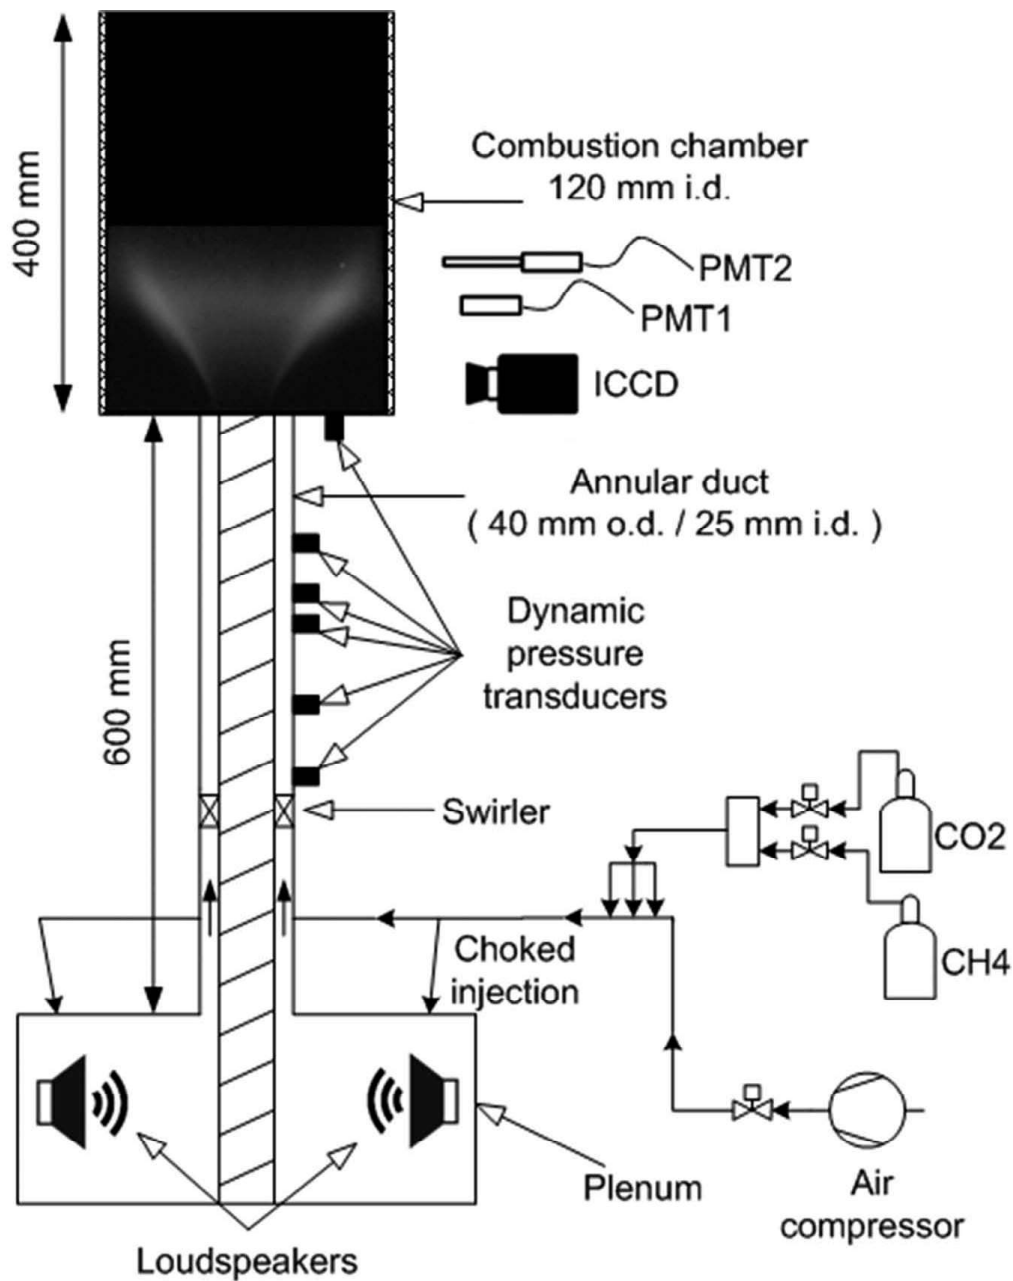 400 mm
Combustion chamber
120 mm i.d.
PMT2
PMT1
ICCD
Annular duct
( 40 mm o.d. / 25 mm i.d. )
Dynamic
pressure
transducers
600 mm
Swirler
CO2
CH4
Choked
injection
Plenum
Air
compressor
Loudspeakers